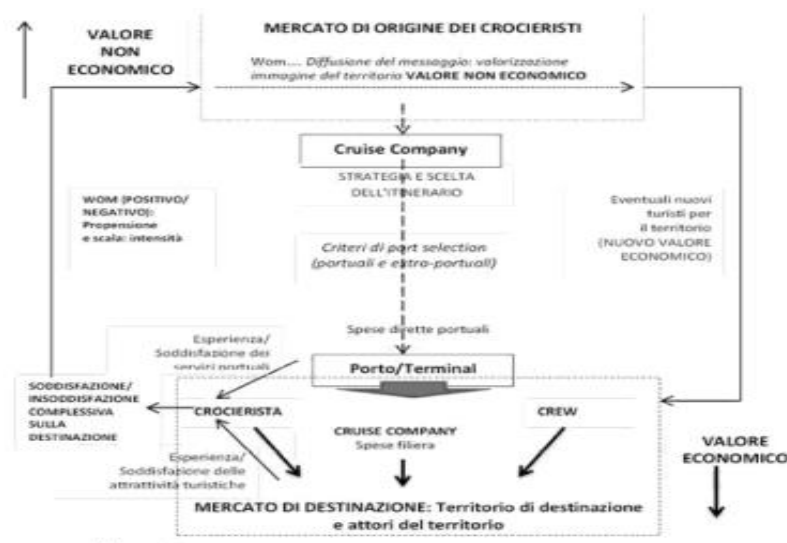 VALORE
NON
ECONOMICO
MERCATO DI ORIGINE DEI CROCIERISTI
Wom.... Diffusione del messaggio: valorizzazione
immagine del territorio VALORE NON ECONOMICO
Cruise Company
STRATEGIA E SCELTA
DELL'ITINERARIO
WOM (POSITIVO/
NEGATIVO):
Propensione
e scala: intensità
Eventuali nuovi
turisti per
il territorio
(NUOVO VALORE
ECONOMICO)
Criteri di port selection
(portuali e extra-portuali)
Spese dirette portuali
Esperienza/
Soddisfazione dei
servizi portuali
Porto/Terminal
SODDISFAZIONE/
INSODDISFAZIONE
COMPLESSIVA
SULLA
DESTINAZIONE
CROCIERISTA
CRUISE COMPANY
Spese filiera
CREW
Esperienza/
Soddisfazione delle
attrattività turistiche
VALORE
ECONOMICO
MERCATO DI DESTINAZIONE: Territorio di destinazione
e attori del territorio